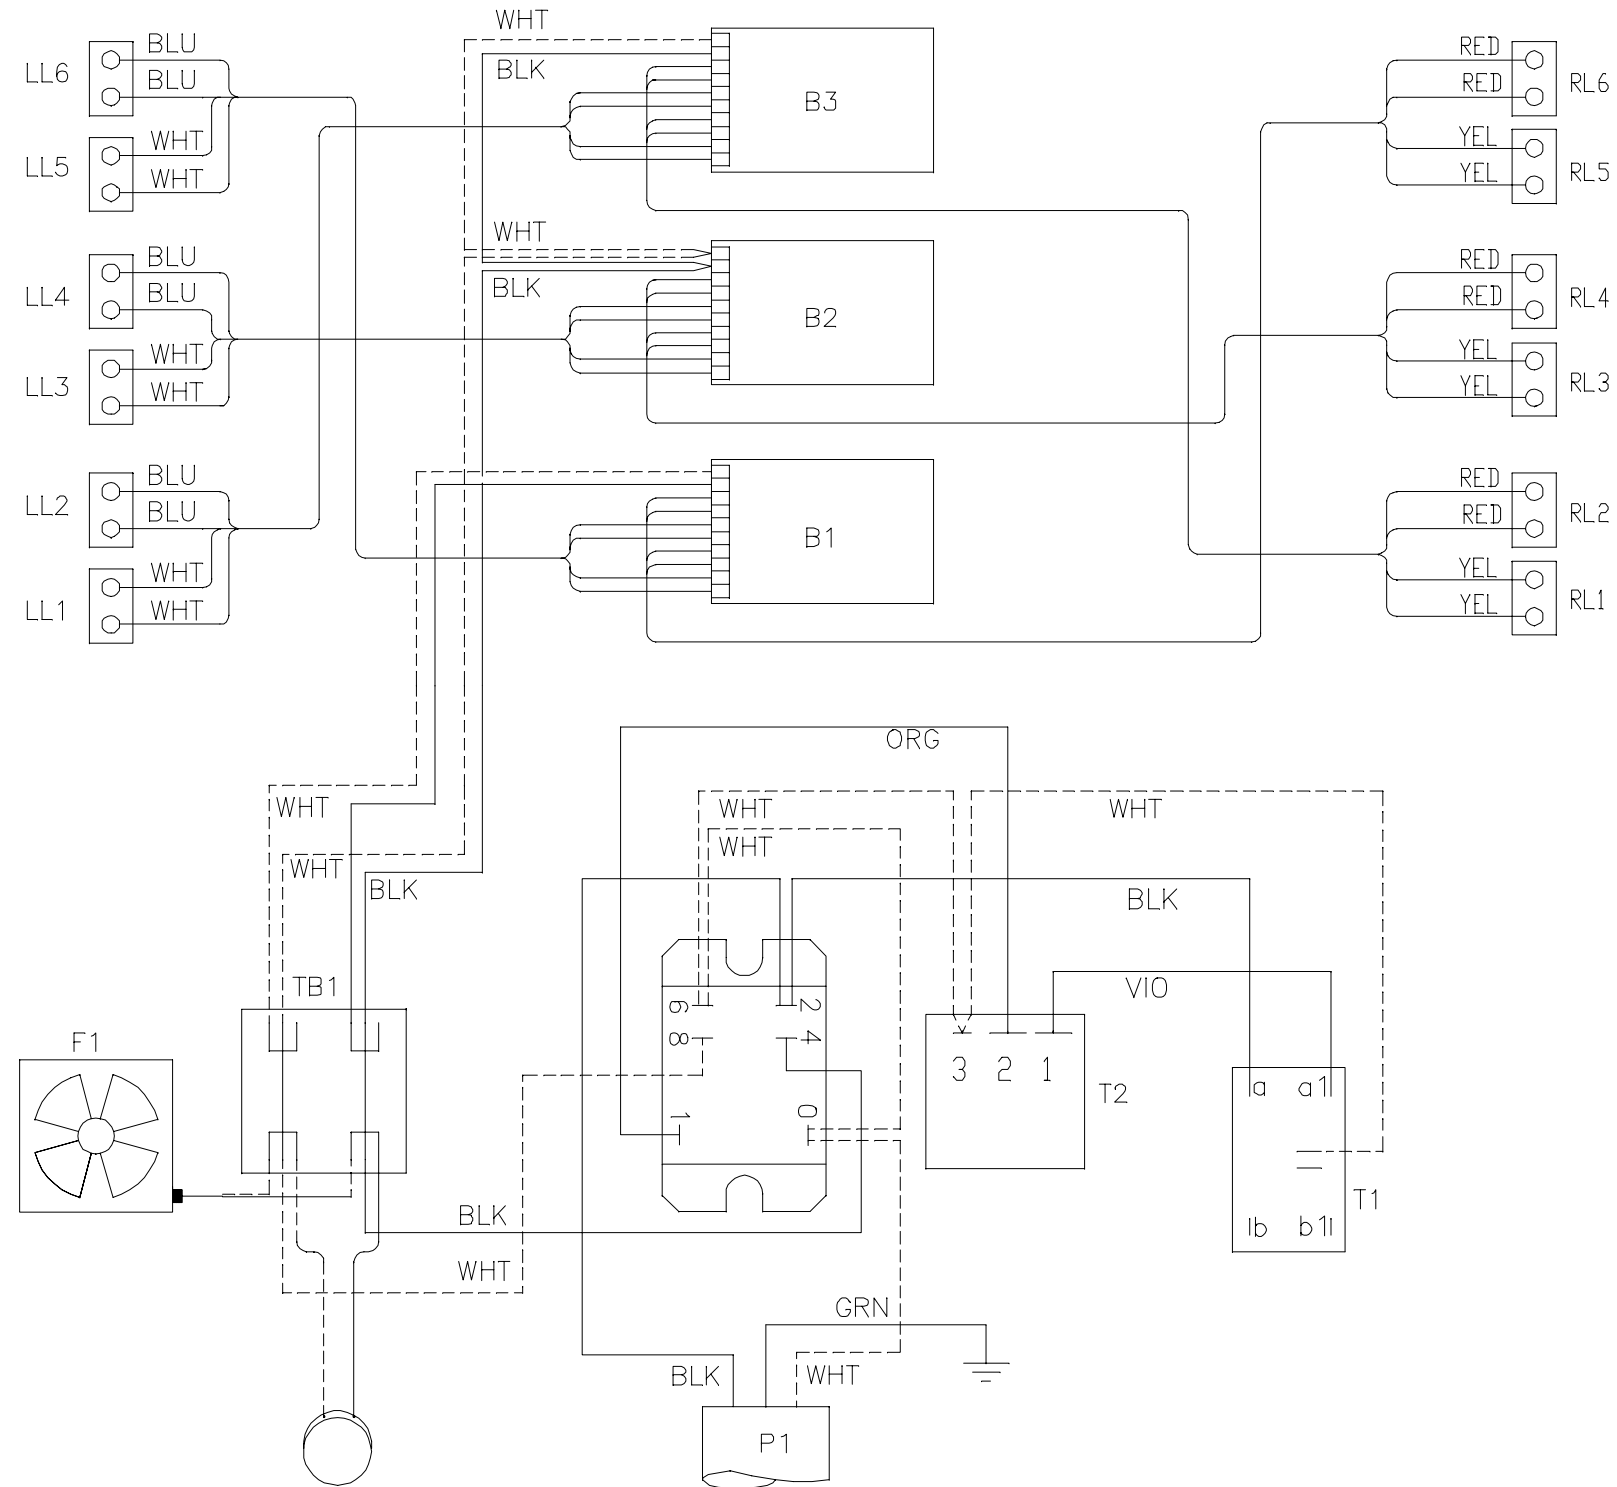 WHT
BLU
LL6
BLU
BLK
B3
RED
RED
RL6
WHT
LL5
WHT
YEL
YEL
RL5
WHT
BLU
LL4
BLU
BLK
B2
RED
RED
RL4
WHT
LL3
WHT
YEL
YEL
RL3
BLU
LL2
BLU
B1
RED
RED
RL2
WHT
LL1
WHT
YEL
YEL
RL1
ORG
WHT
WHT
WHT
WHT
WHT
BLK
BLK
TB1
VIO
6
2
8
4
F1
3 2 1
T2
a a1
1
0
T1
BLK
b b1
WHT
GRN
BLK
WHT
P1